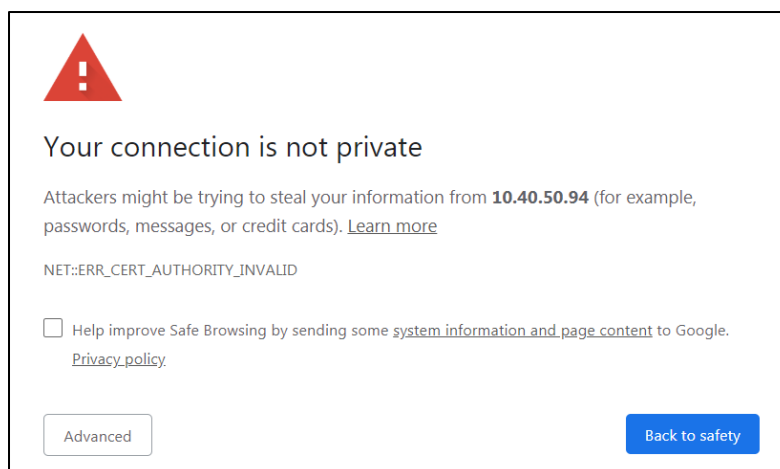 Your connection is not private
Attackers might be trying to steal your information from 10.40.50.94 (for example,
passwords, messages, or credit cards). Learn more
NET::ERR_CERT_AUTHORITY_INVALID
Help improve Safe Browsing by sending some system information and page content to Google.
Privacy policy
Advanced
Back to safety